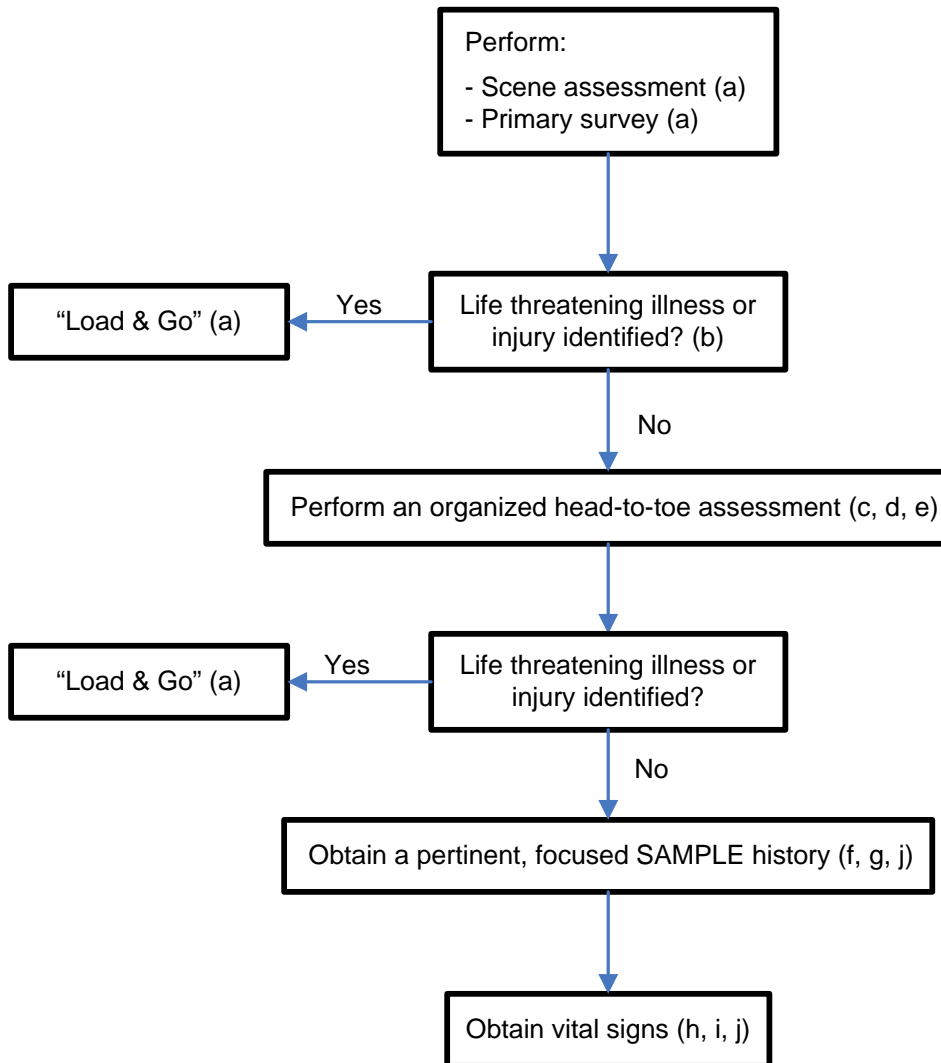 Perform:
- Scene assessment (a)
- Primary survey (a)
“Load & Go” (a)
Yes
Life threatening illness or
injury identified? (b)
No
Perform an organized head-to-toe assessment (c, d, e)
“Load & Go” (a)
Yes
Life threatening illness or
injury identified?
No
Obtain a pertinent, focused SAMPLE history (f, g, j)
Obtain vital signs (h, i, j)